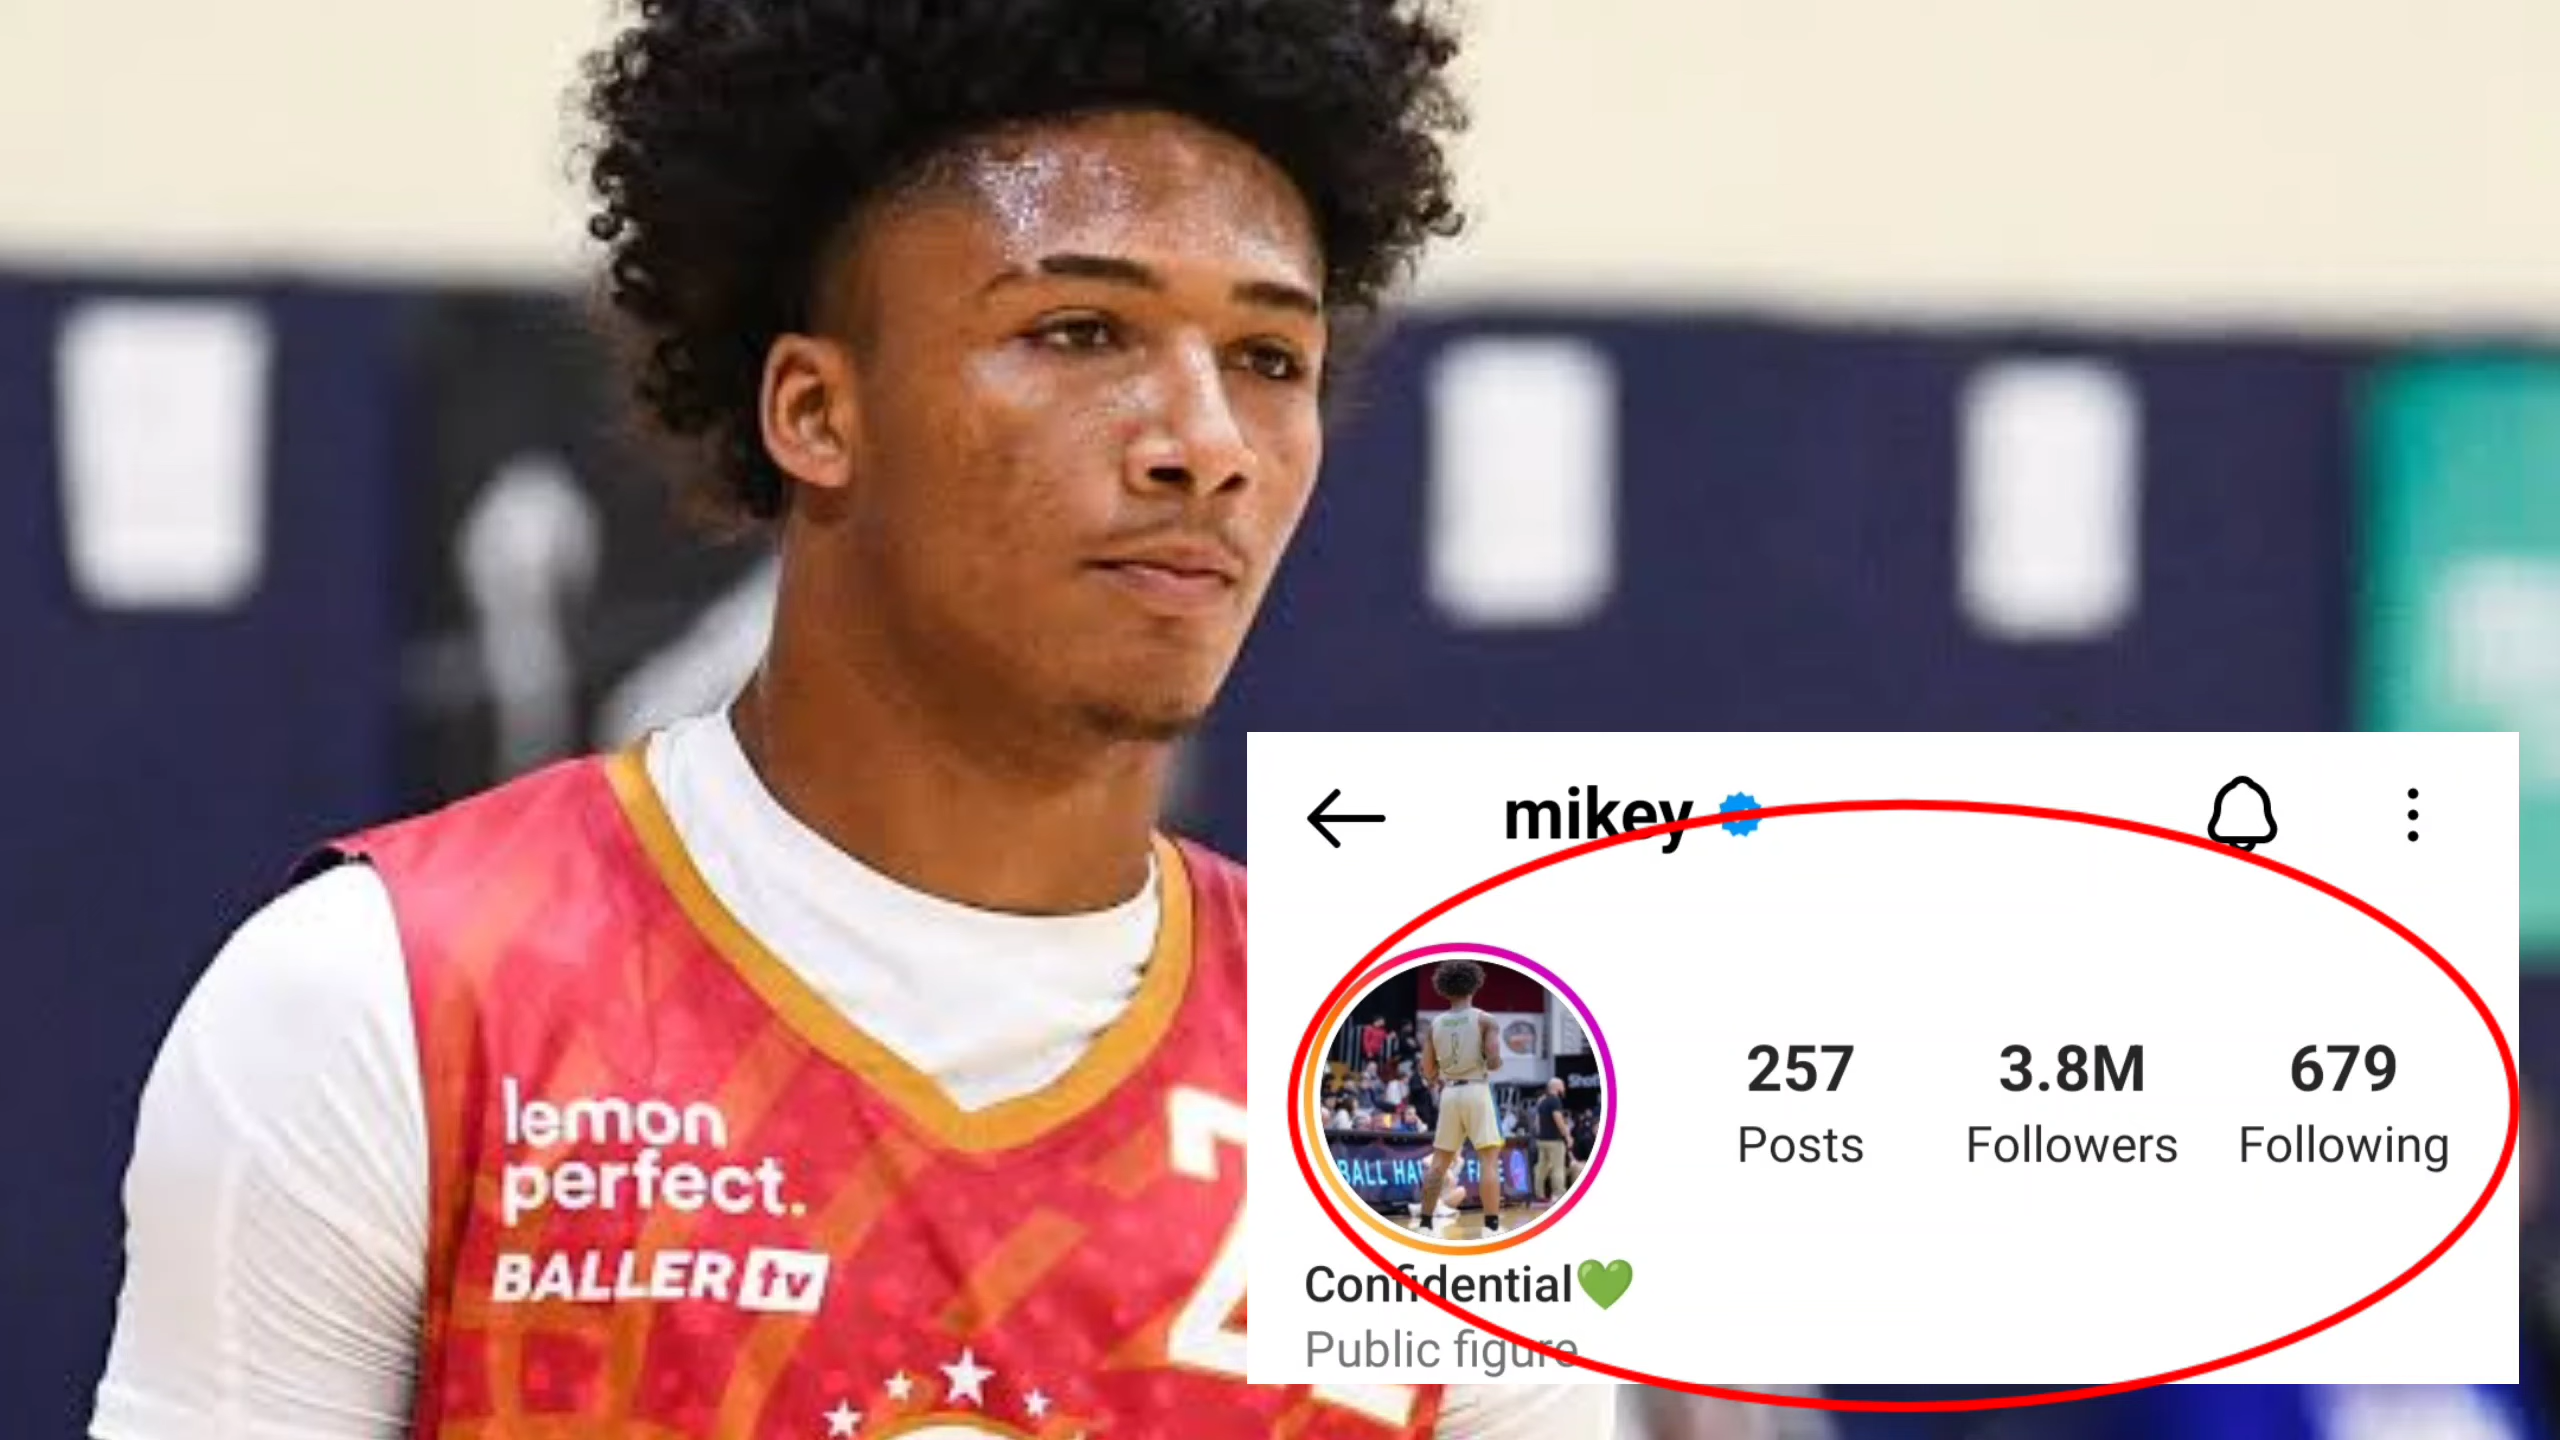 lemon
perfect.
BALLER tv
mikey
257
Posts
3.8M
Followers
679
Following
Confidential💚
Public figure